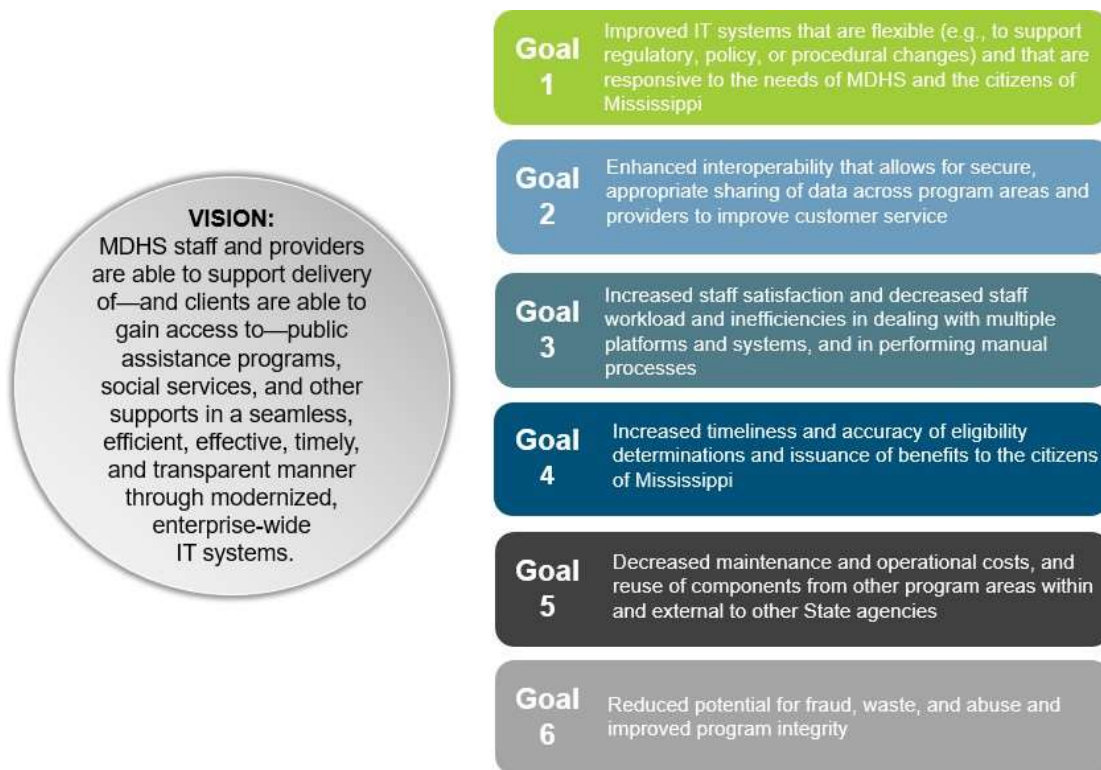 VISION:
MDHS staff and providers
are able to support delivery
of—and clients are able to
gain access to—public
assistance programs,
social services, and other
supports in a seamless,
efficient, effective, timely,
and transparent manner
through modernized,
enterprise-wide
IT systems.
Goal
1
Improved IT systems that are flexible (e.g., to support
regulatory, policy, or procedural changes) and that are
responsive to the needs of MDHS and the citizens of
Mississippi
Goal
2
Enhanced interoperability that allows for secure,
appropriate sharing of data across program areas and
providers to improve customer service
Goal
3
Increased staff satisfaction and decreased staff
workload and inefficiencies in dealing with multiple
platforms and systems, and in performing manual
processes
Goal
4
Increased timeliness and accuracy of eligibility
determinations and issuance of benefits to the citizens
of Mississippi
Goal
5
Decreased maintenance and operational costs, and
reuse of components from other program areas within
and external to other State agencies
Goal
6
Reduced potential for fraud, waste, and abuse and
improved program integrity